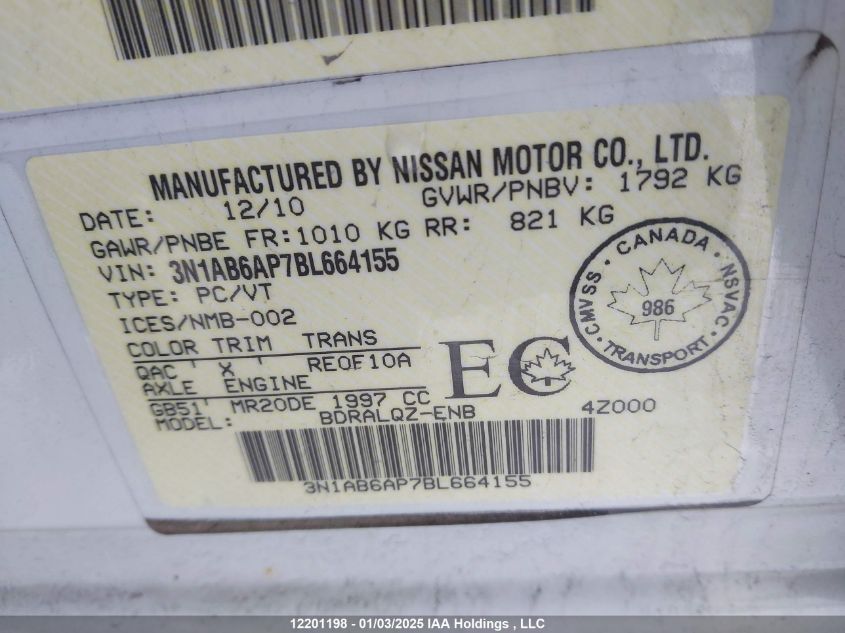 MANUFACTURED BY NISSAN MOTOR CO., LTD.
DATE: 12/10 GVWR/PNBV: 1792 KG
GAWR/PNBE FR:1010 KG RR: 821 KG
VIN: 3N1AB6AP7BL664155
TYPE: PC/VT
ICES/NMB-002
COLOR TRIM TRANS
QAC ' X ' RE0F10A
AXLE ENGINE
GB51' MR20DE 1997 CC
MODEL: BDRALQZ-ENB 4Z000
3N1AB6AP7BL664155
EC
CANADA
CMVSS · NSVAC
986
TRANSPORT
12201198 - 01/03/2025 IAA Holdings , LLC